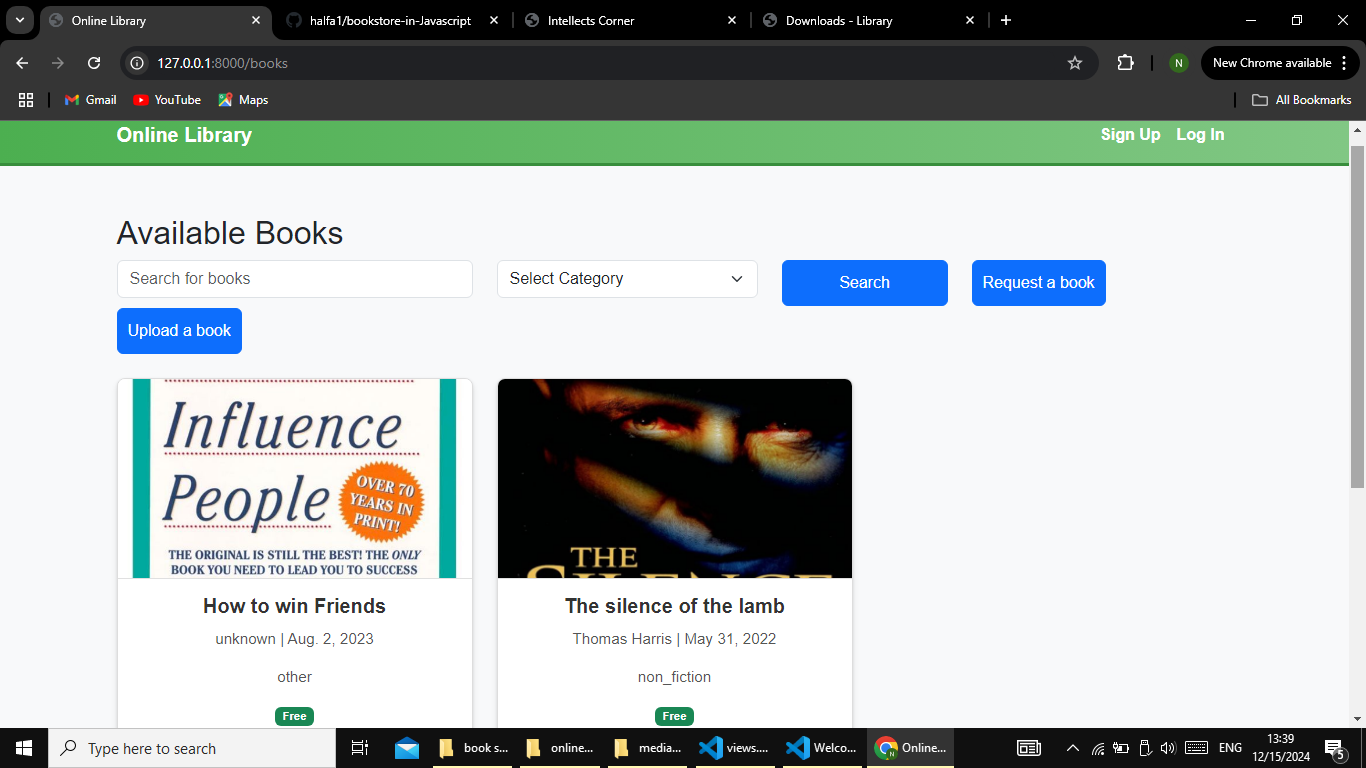 Online Library
halfa1/bookstore-in-Javascript
Intellects Corner
Downloads - Library
127.0.0.1:8000/books
N
New Chrome available
Gmail
YouTube
Maps
All Bookmarks
Online Library
Sign Up
Log In
Available Books
Search for books
Select Category
Search
Request a book
Upload a book
Influence
People
OVER 70
YEARS IN
PRINT!
THE ORIGINAL IS STILL THE BEST! THE ONLY
BOOK YOU NEED TO LEAD YOU TO SUCCESS
How to win Friends
unknown | Aug. 2, 2023
other
Free
THE
SILENCE
The silence of the lamb
Thomas Harris | May 31, 2022
non_fiction
Free
Type here to search
book s...
online...
media...
views....
Welco...
Online...
ENG
13:39
12/15/2024
5